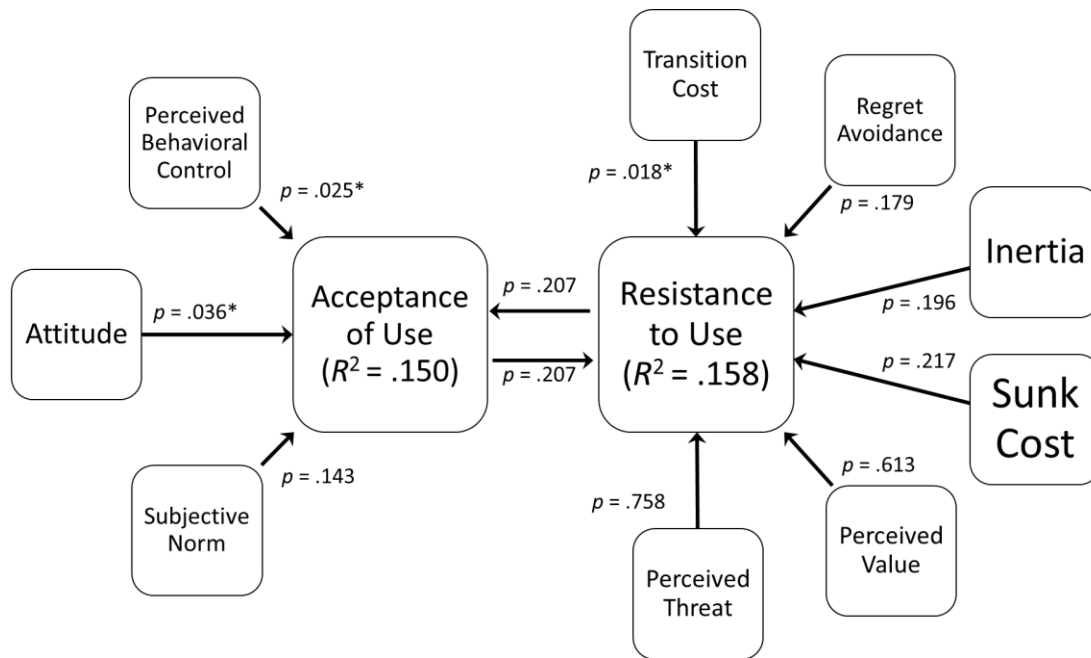 Perceived
Behavioral
Control
p = .025*
Attitude
p = .036*
Subjective
Norm
p = .143
Acceptance
of Use
(R² = .150)
p = .207
p = .207
Transition
Cost
p = .018*
Regret
Avoidance
p = .179
Resistance
to Use
(R² = .158)
Inertia
p = .196
p = .217
Sunk
Cost
p = .613
Perceived
Value
p = .758
Perceived
Threat